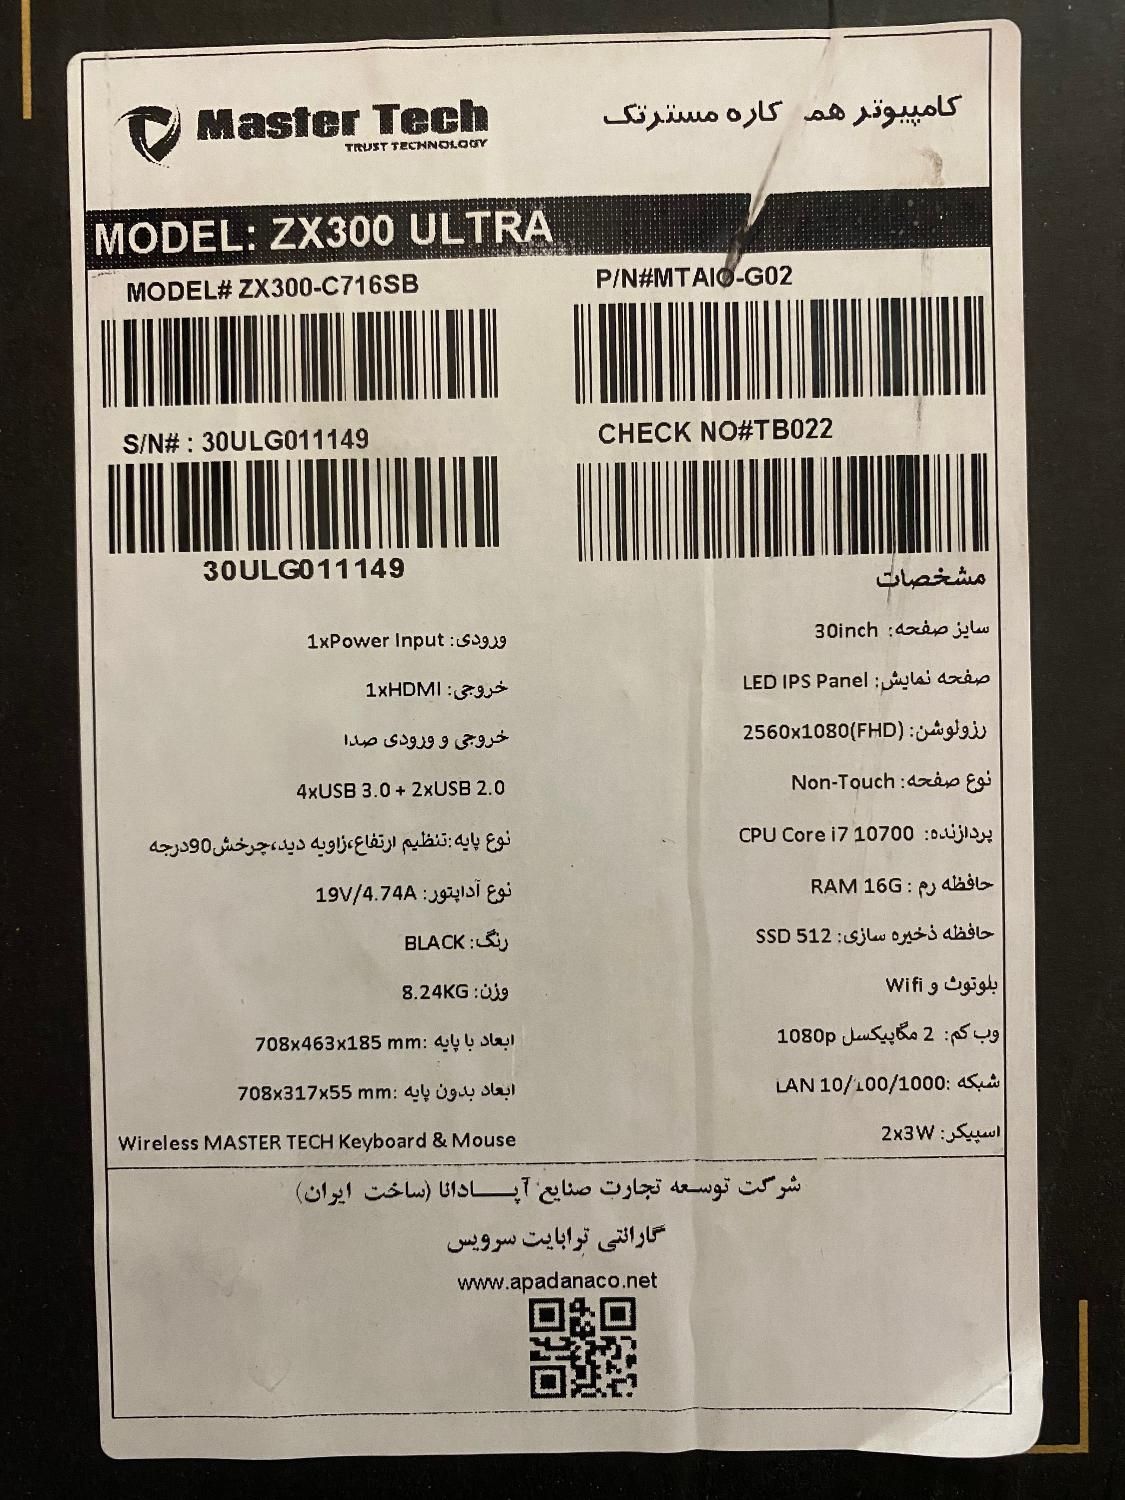 Master Tech
TRUST TECHNOLOGY
کامپیوتر همه کاره مسترتک
MODEL: ZX300 ULTRA
MODEL# ZX300-C716SB
P/N#MTAIO-G02
S/N# : 30ULG011149
CHECK NO#TB022
30ULG011149
مشخصات
سایز صفحه: 30inch
صفحه نمایش: LED IPS Panel
رزولوشن: 2560x1080(FHD)
نوع صفحه: Non-Touch
پردازنده: CPU Core i7 10700
حافظه رم : RAM 16G
حافظه ذخیره سازی: SSD 512
بلوتوث و Wifi
وب کم: 2 مگاپیکسل 1080p
شبکه: LAN 10/100/1000
اسپیکر: 2x3W
ورودی: 1xPower Input
خروجی: 1xHDMI
خروجی و ورودی صدا
4xUSB 3.0 + 2xUSB 2.0
نوع پایه:تنظیم ارتفاع،زاویه دید،چرخش90درجه
نوع آداپتور: 19V/4.74A
رنگ: BLACK
وزن: 8.24KG
ابعاد با پایه: 708x463x185 mm
ابعاد بدون پایه: 708x317x55 mm
Wireless MASTER TECH Keyboard & Mouse
شرکت توسعه تجارت صنایع آپـــــادانا (ساخت ایران)
گارانتی ترابایت سرویس
www.apadanaco.net